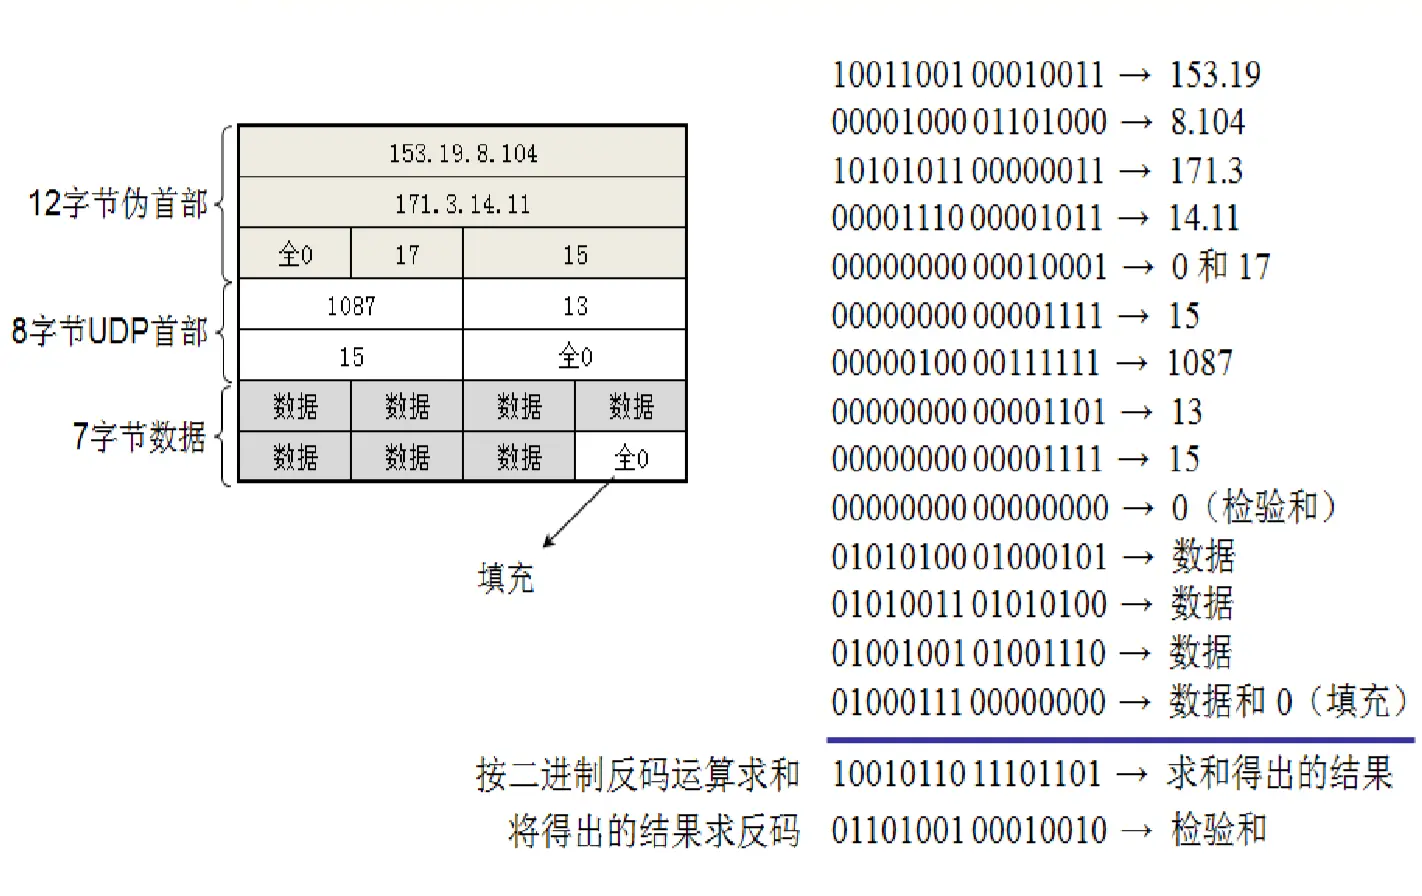 12字节伪首部
153.19.8.104
171.3.14.11
全0 17 15
8字节UDP首部
1087 13
15 全0
7字节数据
数据 数据 数据 数据
数据 数据 数据 全0
填充
10011001 00010011 → 153.19
00001000 01101000 → 8.104
10101011 00000011 → 171.3
00001110 00001011 → 14.11
00000000 00010001 → 0 和 17
00000000 00001111 → 15
00000100 00111111 → 1087
00000000 00001101 → 13
00000000 00001111 → 15
00000000 00000000 → 0（检验和）
01010100 01000101 → 数据
01010011 01010100 → 数据
01001001 01001110 → 数据
01000111 00000000 → 数据和 0（填充）
按二进制反码运算求和 10010110 11101101 → 求和得出的结果
将得出的结果求反码 01101001 00010010 → 检验和